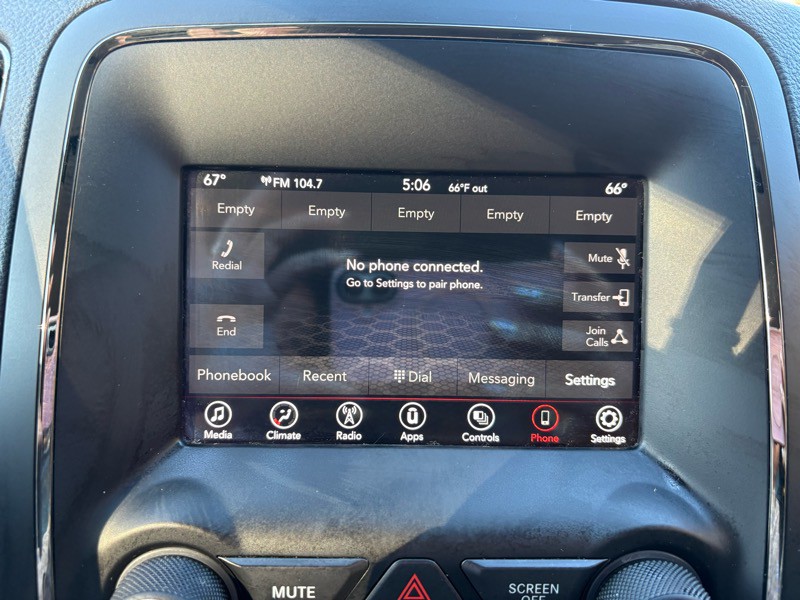 67° FM 104.7 5:06 66°F out 66°
Empty Empty Empty Empty Empty
Redial
No phone connected.
Go to Settings to pair phone.
Mute
Transfer
End
Join
Calls
Phonebook Recent Dial Messaging Settings
Media Climate Radio Apps Controls Phone Settings
MUTE
SCREEN
OFF